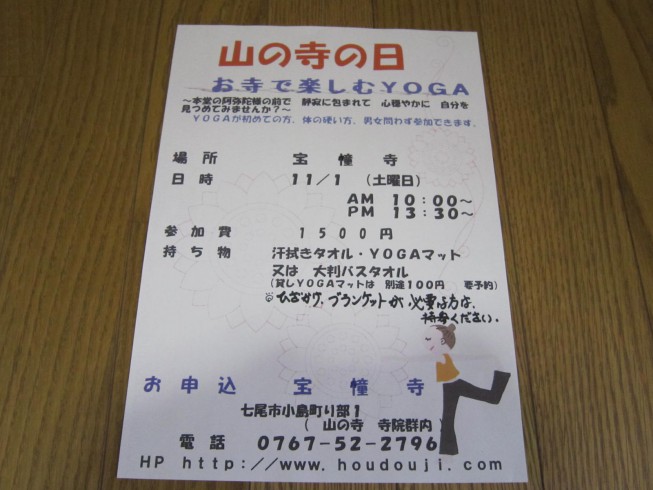 山の寺の日
お寺で楽しむYOGA
～本堂の阿弥陀様の前で　静寂に包まれて　心穏やかに　自分を
見つめてみませんか？～
YOGAが初めての方、体の硬い方、男女問わず参加できます。
場所　宝幢寺
日時　11/1　（土曜日）
AM 10：00～
PM 13：30～
参加費　1500円
持ち物　汗拭きタオル・YOGAマット
又は　大判バスタオル
（貸しYOGAマットは　別途100円　要予約）
※ひざかけ、ブランケットが必要な方は、
持参ください。
お申込　宝幢寺
七尾市小島町り部1
（　山の寺　寺院群内　）
電話　0767-52-2796
HP http://www.houdouji.com